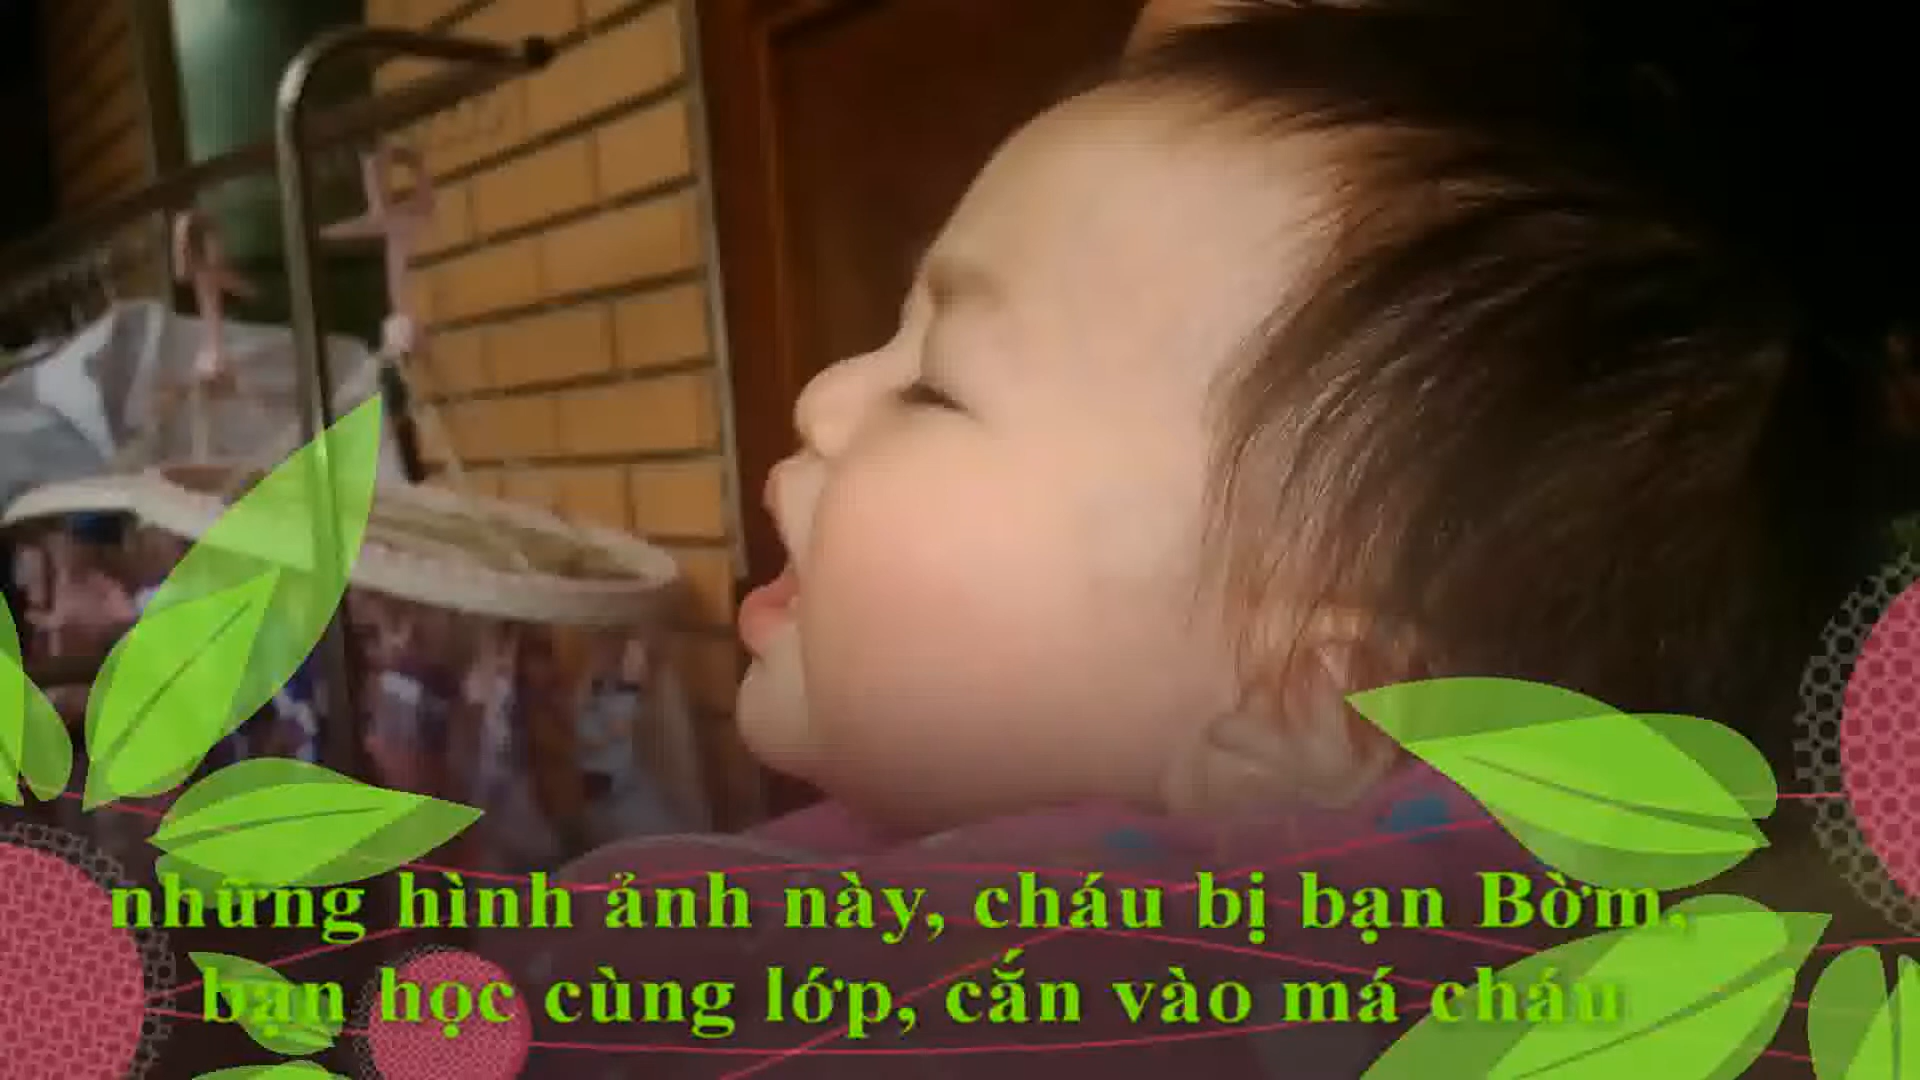 những hình ảnh này, cháu bị bạn Bờm,
bạn học cùng lớp, cắn vào má cháu